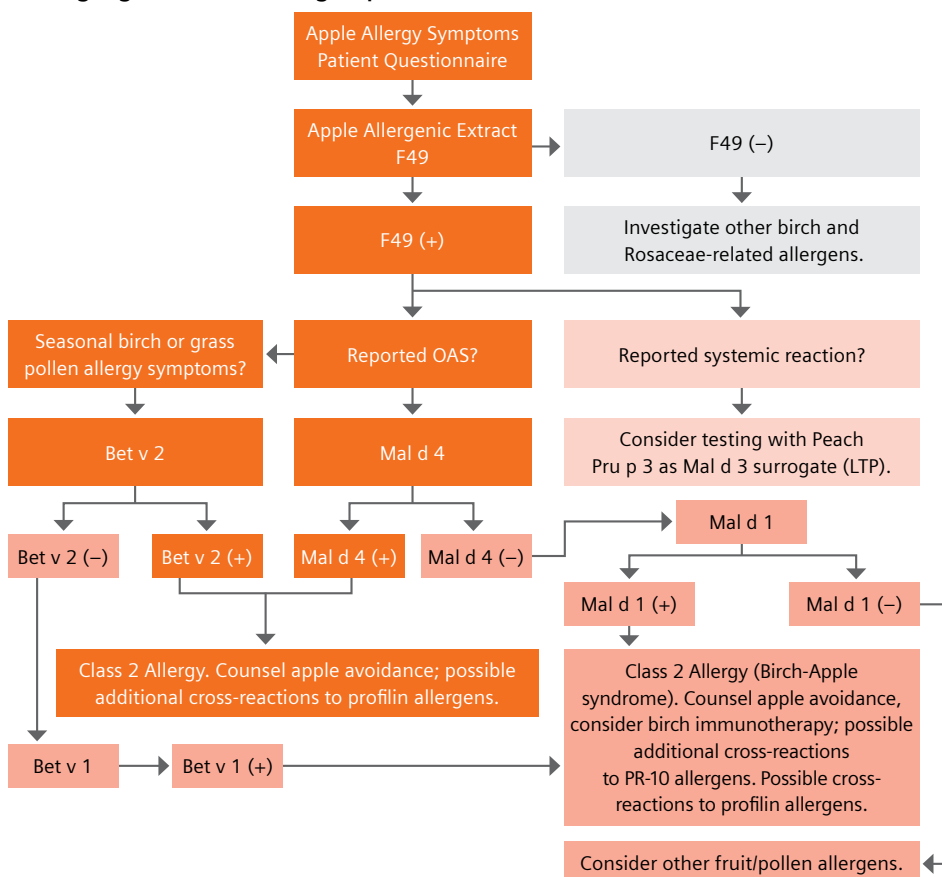 Apple Allergy Symptoms
Patient Questionnaire
Apple Allergenic Extract
F49
F49 (–)
F49 (+)
Investigate other birch and
Rosaceae-related allergens.
Seasonal birch or grass
pollen allergy symptoms?
Reported OAS?
Reported systemic reaction?
Bet v 2
Mal d 4
Consider testing with Peach
Pru p 3 as Mal d 3 surrogate (LTP).
Mal d 1
Bet v 2 (–)
Bet v 2 (+)
Mal d 4 (+)
Mal d 4 (–)
Mal d 1 (+)
Mal d 1 (–)
Class 2 Allergy. Counsel apple avoidance; possible
additional cross-reactions to profilin allergens.
Class 2 Allergy (Birch-Apple
syndrome). Counsel apple avoidance,
consider birch immunotherapy; possible
additional cross-reactions
to PR-10 allergens. Possible cross-
reactions to profilin allergens.
Bet v 1
Bet v 1 (+)
Consider other fruit/pollen allergens.